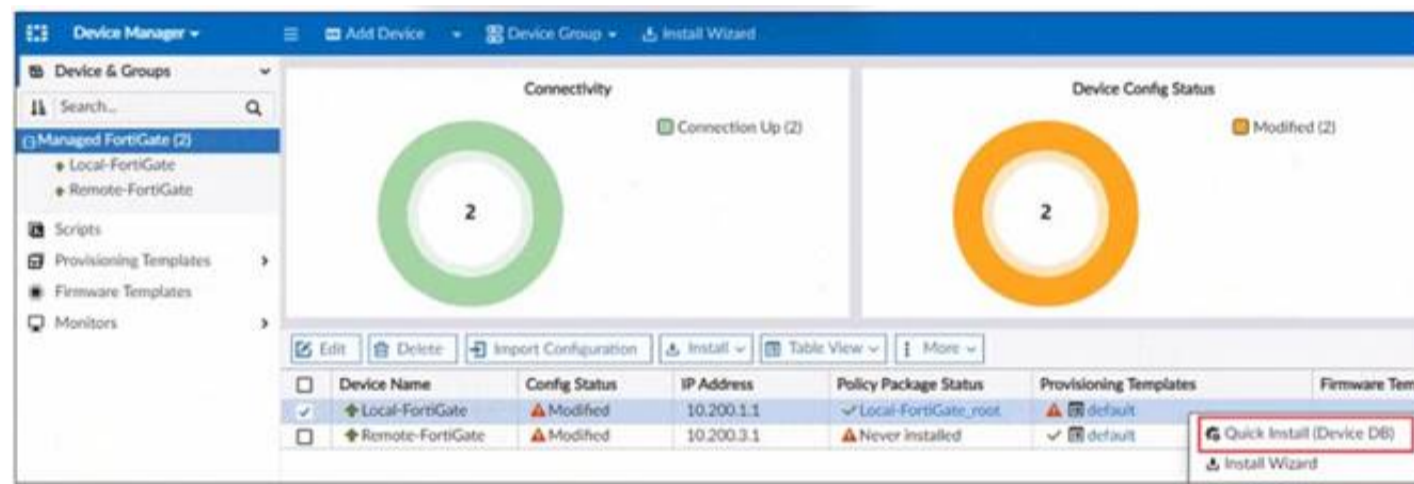 Device Manager Add Device Device Group Install Wizard
Device & Groups
Search...
Managed FortiGate (2)
Local-FortiGate
Remote-FortiGate
Scripts
Provisioning Templates
Firmware Templates
Monitors
Connectivity
Connection Up (2)
2
Device Config Status
Modified (2)
2
Edit Delete Import Configuration Install Table View More
Device Name Config Status IP Address Policy Package Status Provisioning Templates Firmware Tem
Local-FortiGate Modified 10.200.1.1 Local-FortiGate_root default
Remote-FortiGate Modified 10.200.3.1 Never installed default
Quick Install (Device DB)
Install Wizard